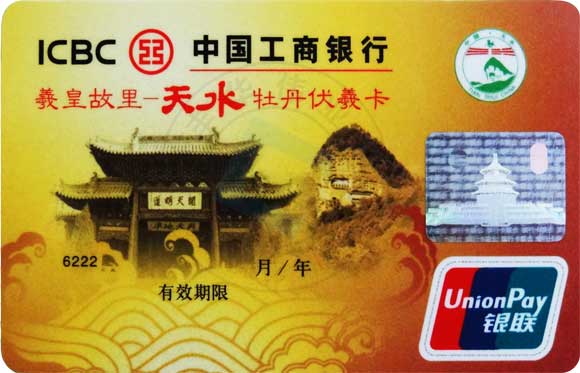 ICBC 中国工商银行
羲皇故里-天水 牡丹伏羲卡
開天明道
6222
月/年
有效期限
UnionPay
银联